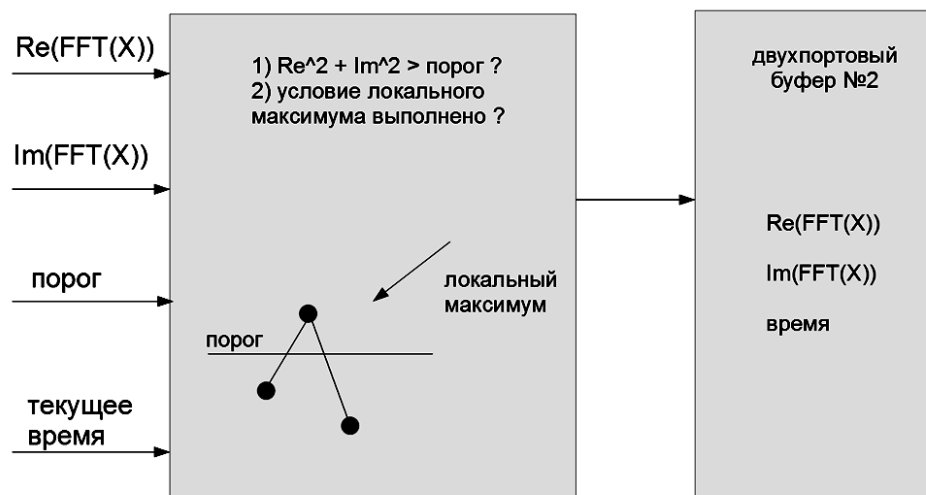 Re(FFT(X))
Im(FFT(X))
порог
текущее
время
1) Re^2 + Im^2 > порог ?
2) условие локального
максимума выполнено ?
локальный
максимум
порог
двухпортовый
буфер №2
Re(FFT(X))
Im(FFT(X))
время